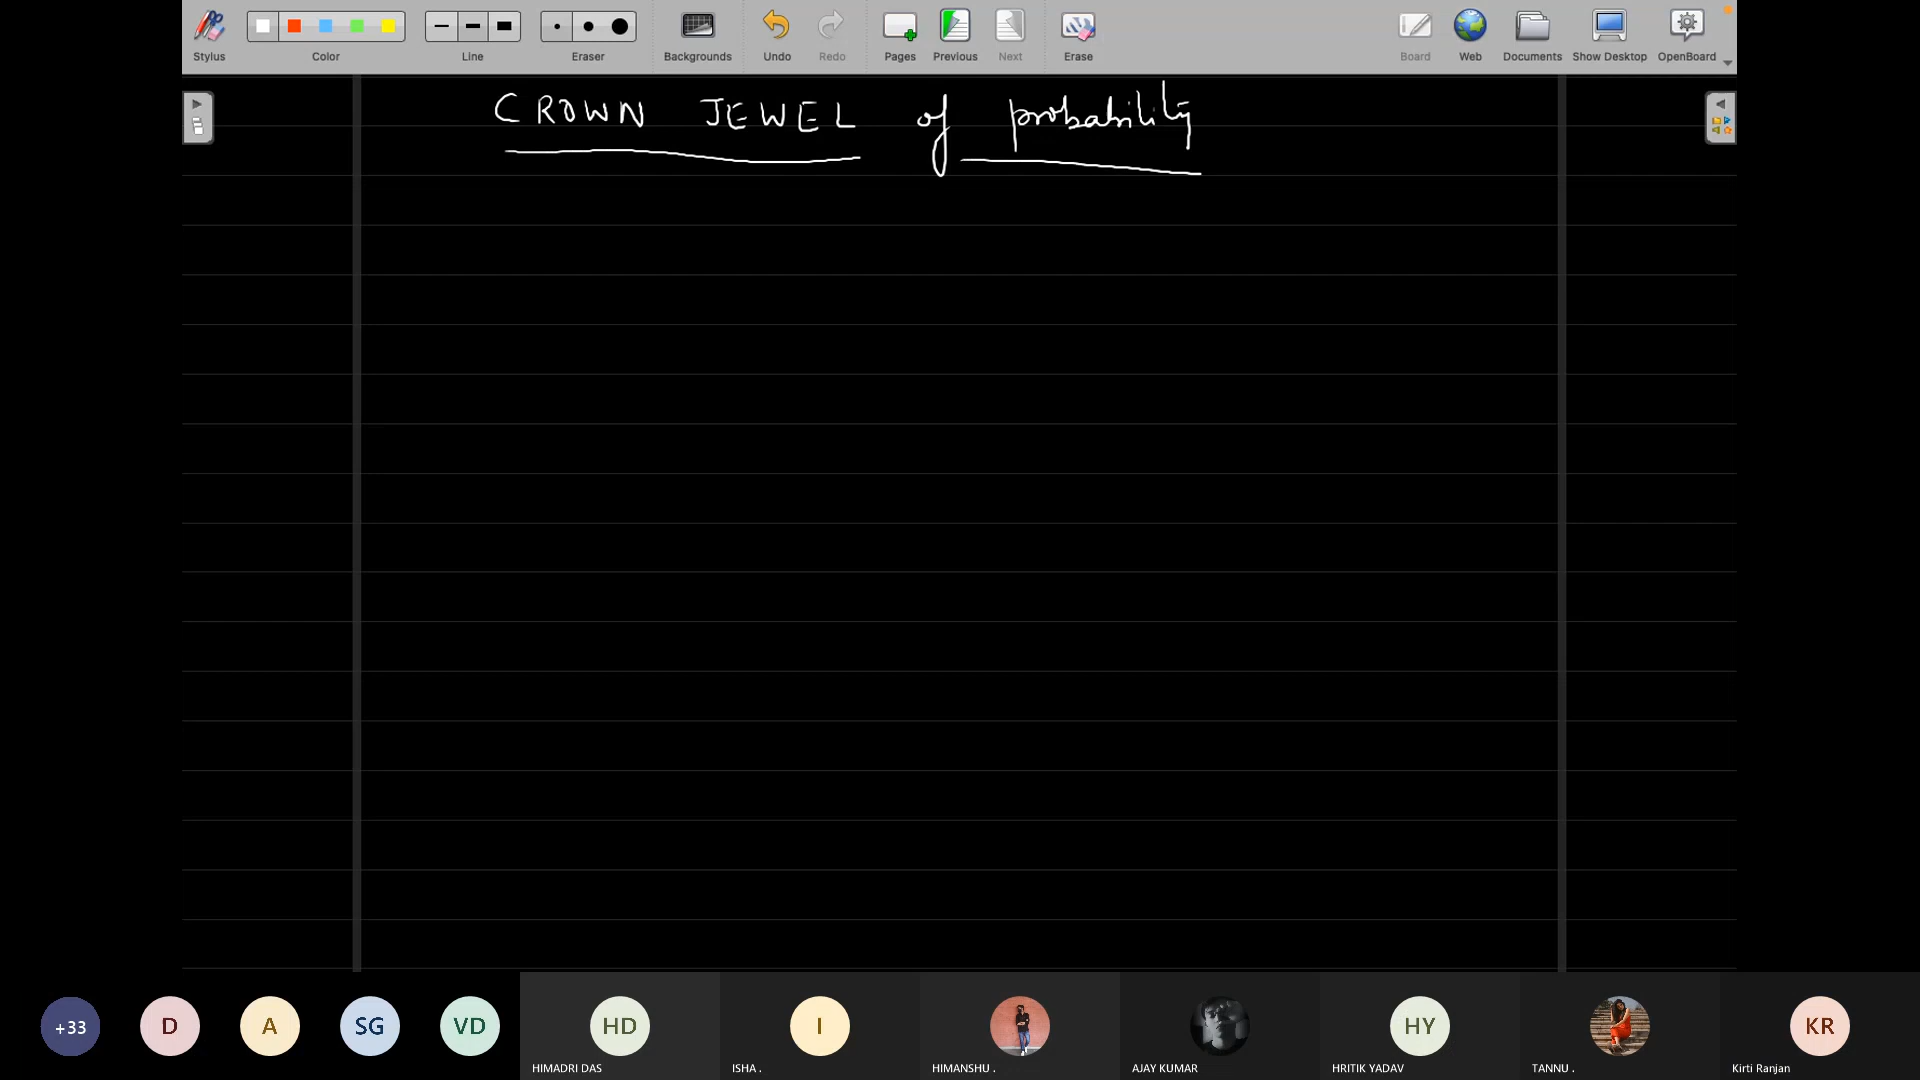 Stylus Color Line Eraser Backgrounds Undo Redo Pages Previous Next Erase Board Web Documents Show Desktop OpenBoard
CROWN JEWEL of probability
+33 D A SG VD HD I HY KR
HIMADRI DAS ISHA . HIMANSHU . AJAY KUMAR HRITIK YADAV TANNU . Kirti Ranjan